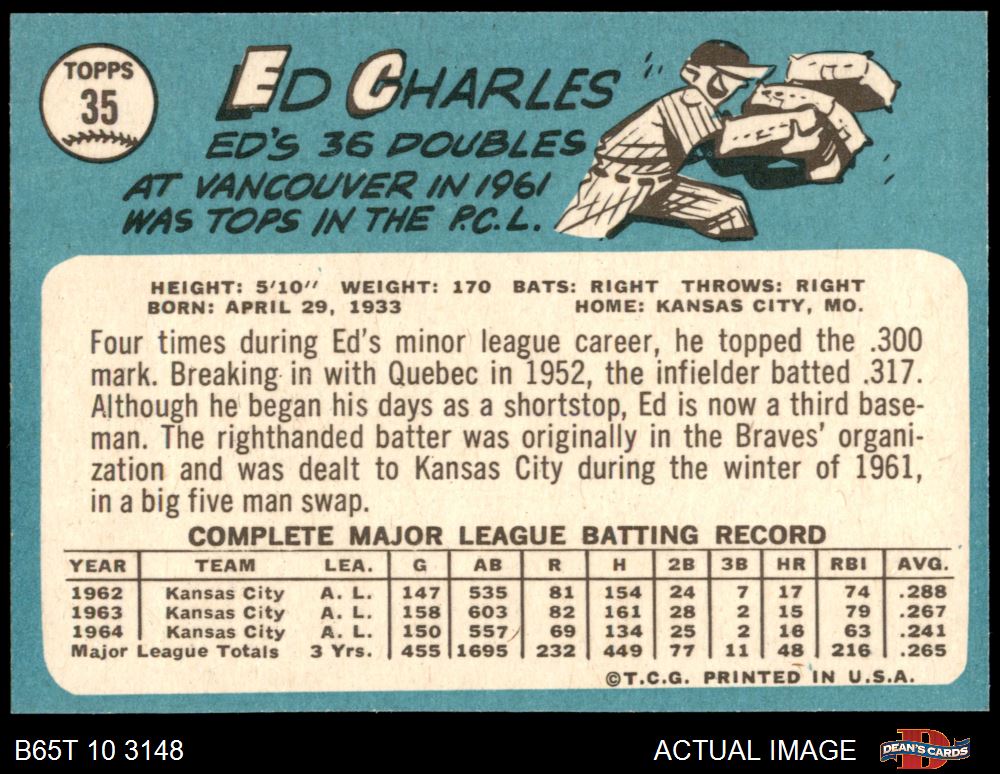 TOPPS
35
ED CHARLES
ED'S 36 DOUBLES
AT VANCOUVER IN 1961
WAS TOPS IN THE P.C.L.
HEIGHT: 5'10" WEIGHT: 170 BATS: RIGHT THROWS: RIGHT
BORN: APRIL 29, 1933 HOME: KANSAS CITY, MO.
Four times during Ed's minor league career, he topped the .300
mark. Breaking in with Quebec in 1952, the infielder batted .317.
Although he began his days as a shortstop, Ed is now a third base-
man. The righthanded batter was originally in the Braves' organi-
zation and was dealt to Kansas City during the winter of 1961,
in a big five man swap.
COMPLETE MAJOR LEAGUE BATTING RECORD
YEAR TEAM LEA. G AB R H 2B 3B HR RBI AVG.
1962 Kansas City A. L. 147 535 81 154 24 7 17 74 .288
1963 Kansas City A. L. 158 603 82 161 28 2 15 79 .267
1964 Kansas City A. L. 150 557 69 134 25 2 16 63 .241
Major League Totals 3 Yrs. 455 1695 232 449 77 11 48 216 .265
©T.C.G. PRINTED IN U.S.A.
B65T 10 3148 ACTUAL IMAGE DEAN'S CARDS